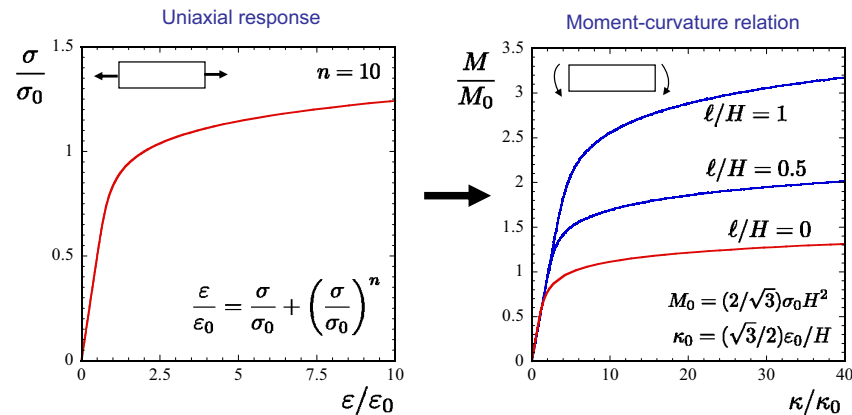 Uniaxial response
σ/σ₀
1.5
1
0.5
0
n = 10
ε/ε₀ = σ/σ₀ + (σ/σ₀)ⁿ
0 2.5 5 7.5 10
ε/ε₀
Moment-curvature relation
M/M₀
3.5
3
2.5
2
1.5
1
0.5
0
ℓ/H = 1
ℓ/H = 0.5
ℓ/H = 0
M₀ = (2/√3)σ₀H²
κ₀ = (√3/2)ε₀/H
0 10 20 30 40
κ/κ₀